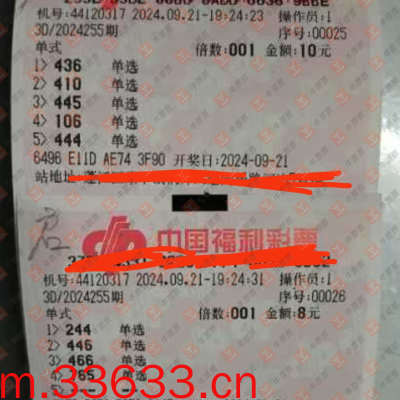 机号:44120317 2024.09.21-19:24:23 操作员:1
3D/2024255期 序号:00025
单式 倍数:001 金额:10元
1> 436 单选
2> 410 单选
3> 445 单选
4> 106 单选
5> 444 单选
6496 E11D AE74 3F90 开奖日:2024-09-21
站地址:
中国福利彩票
机号:44120317 2024.09.21-19:24:31 操作员:1
3D/2024255期 序号:00026
单式 倍数:001 金额:8元
1> 244 单选
2> 446 单选
3> 466 单选
4> 765 单选
5> --- ---
m.33633.cn